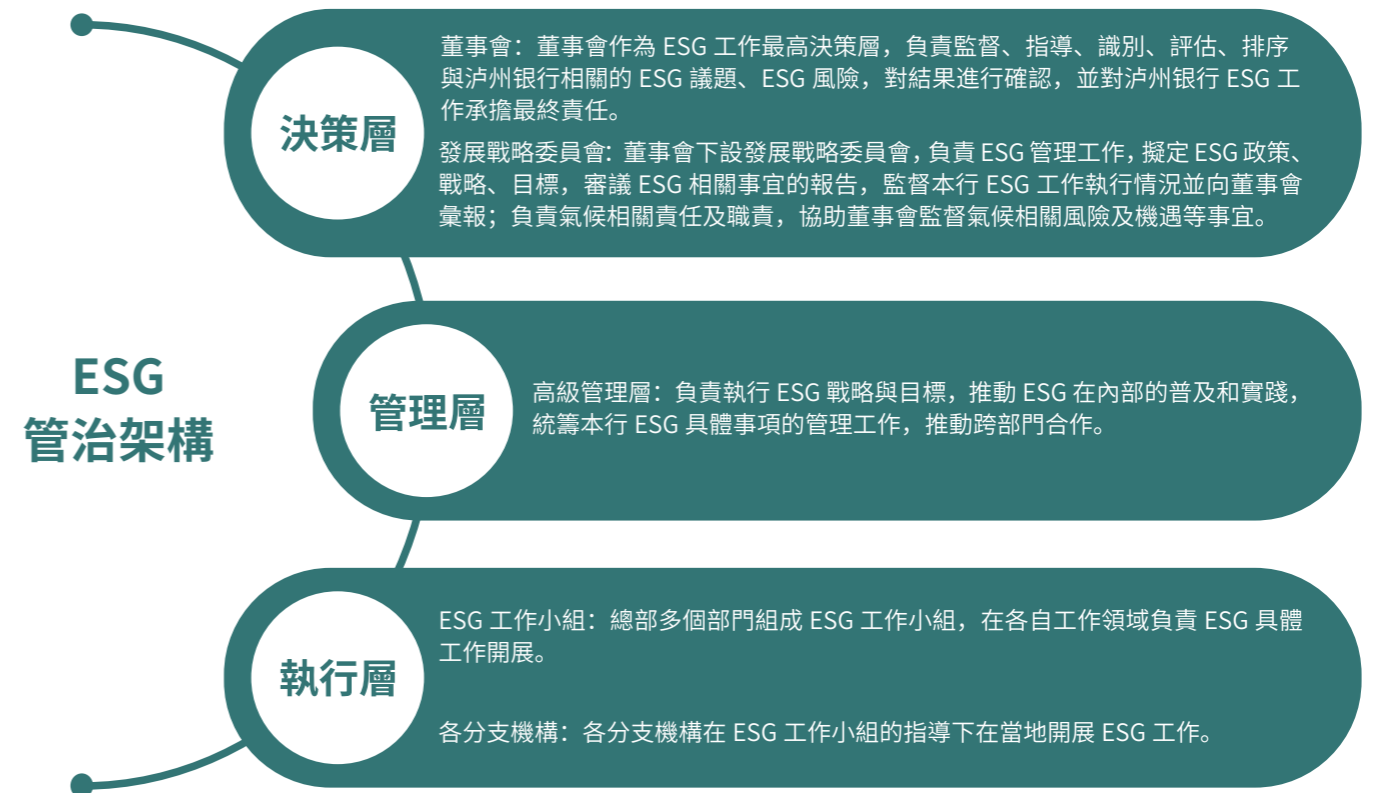 ESG
管治架構
決策層
董事會：董事會作為 ESG 工作最高決策層，負責監督、指導、識別、評估、排序
與泸州银行相關的 ESG 議題、ESG 風險，對結果進行確認，並對泸州银行 ESG 工
作承擔最終責任。
發展戰略委員會：董事會下設發展戰略委員會，負責 ESG 管理工作，擬定 ESG 政策、
戰略、目標，審議 ESG 相關事宜的報告，監督本行 ESG 工作執行情況並向董事會
彙報；負責氣候相關責任及職責，協助董事會監督氣候相關風險及機遇等事宜。
管理層
高級管理層：負責執行 ESG 戰略與目標，推動 ESG 在內部的普及和實踐，
統籌本行 ESG 具體事項的管理工作，推動跨部門合作。
執行層
ESG 工作小組：總部多個部門組成 ESG 工作小組，在各自工作領域負責 ESG 具體
工作開展。
各分支機構：各分支機構在 ESG 工作小組的指導下在當地開展 ESG 工作。